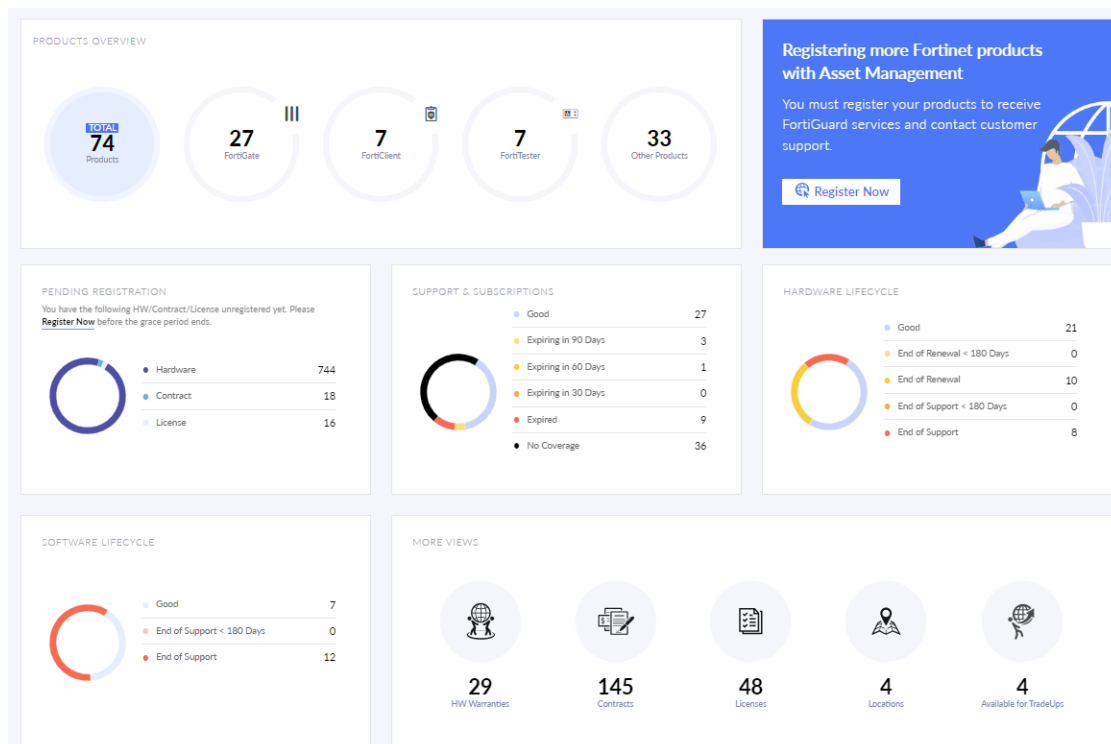 PRODUCTS OVERVIEW
TOTAL
74
Products
27
FortiGate
7
FortiClient
7
FortiTester
33
Other Products
Registering more Fortinet products
with Asset Management
You must register your products to receive
FortiGuard services and contact customer
support.
Register Now
PENDING REGISTRATION
You have the following HW/Contract/License unregistered yet. Please
Register Now before the grace period ends.
Hardware 744
Contract 18
License 16
SUPPORT & SUBSCRIPTIONS
Good 27
Expiring in 90 Days 3
Expiring in 60 Days 1
Expiring in 30 Days 0
Expired 9
No Coverage 36
HARDWARE LIFECYCLE
Good 21
End of Renewal < 180 Days 0
End of Renewal 10
End of Support < 180 Days 0
End of Support 8
SOFTWARE LIFECYCLE
Good 7
End of Support < 180 Days 0
End of Support 12
MORE VIEWS
29
HW Warranties
145
Contracts
48
Licenses
4
Locations
4
Available for TradeUps